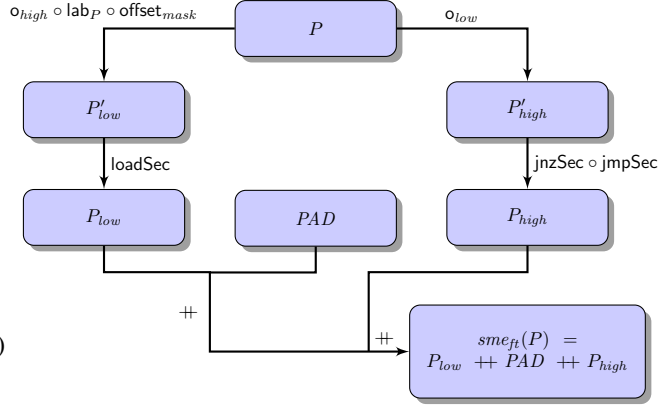 o_high ∘ lab_P ∘ offset_mask
P
o_low
P′_low
P′_high
loadSec
jnzSec ∘ jmpSec
P_low
PAD
P_high
⧺
⧺
)
sme_ft(P) =
P_low ⧺ PAD ⧺ P_high